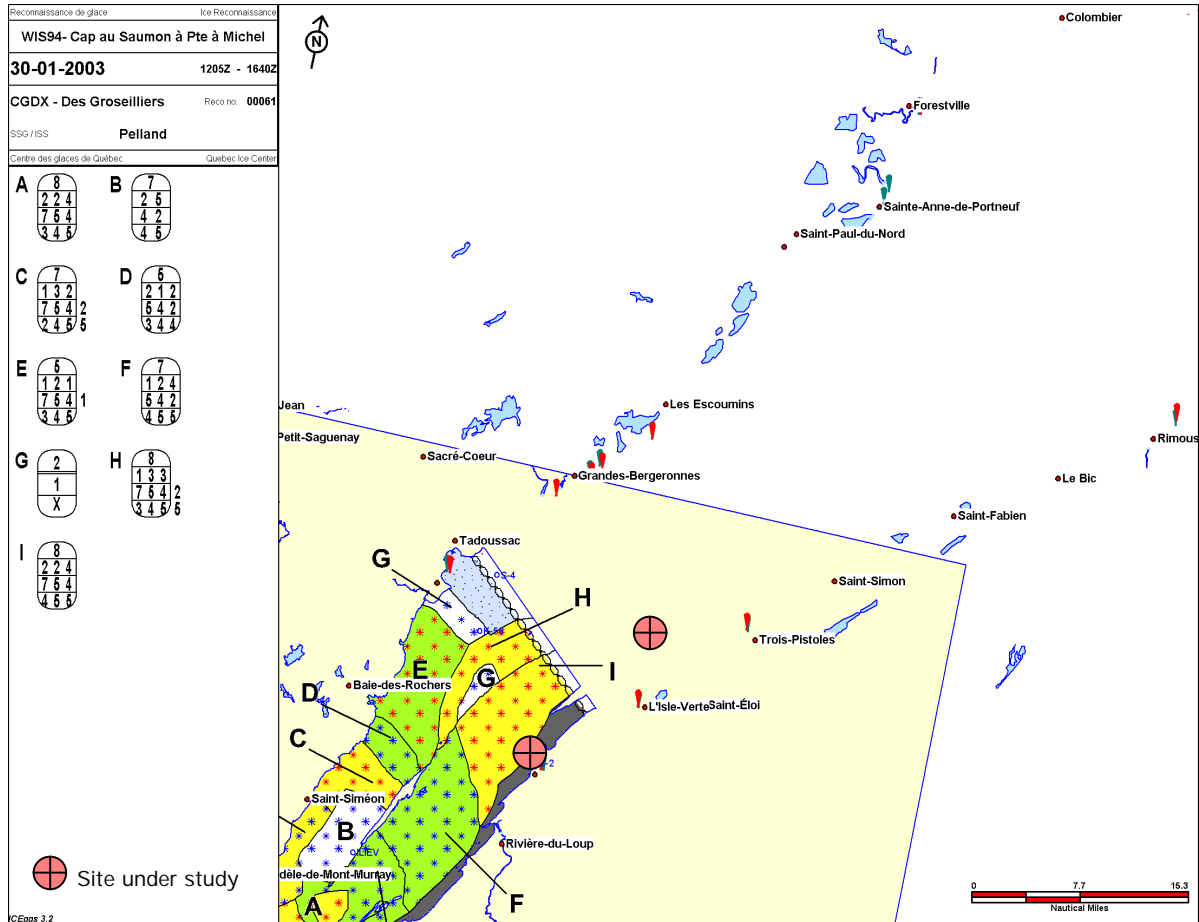 Reconnaissance de glace Ice Reconnaissance
WIS94- Cap au Saumon à Pte à Michel
30-01-2003 1205Z - 1640Z
CGDX - Des Groseilliers Reco no: 00061
SSG / ISS Pelland
Centre des glaces de Québec Quebec Ice Center
A
8
2 2 4
7 5 4
3 4 5
B
7
2 5
4 2
4 5
C
7
1 3 2
7 5 4 2
2 4 5 5
D
5
2 1 2
5 4 2
3 4 4
E
6
1 2 1
7 5 4 1
3 4 5
F
7
1 2 4
5 4 2
4 5 5
G
2
1
X
H
8
1 3 3
7 5 4 2
3 4 5 5
I
8
2 2 4
7 5 4
4 5 5
Site under study
ICEggs 3.2
N
Colombier
Forestville
Sainte-Anne-de-Portneuf
Saint-Paul-du-Nord
Jean
Les Escoumins
Petit-Saguenay
Rimous
Sacré-Coeur
Grandes-Bergeronnes
Le Bic
Saint-Fabien
Tadoussac
G
S-4
Saint-Simon
H
Trois-Pistoles
E
I
G
Baie-des-Rochers
D
L'Isle-Verte Saint-Éloi
C
-2
Saint-Siméon
B
Rivière-du-Loup
dèle-de-Mont-Murray
A
F
0 7.7 15.3
Nautical Miles